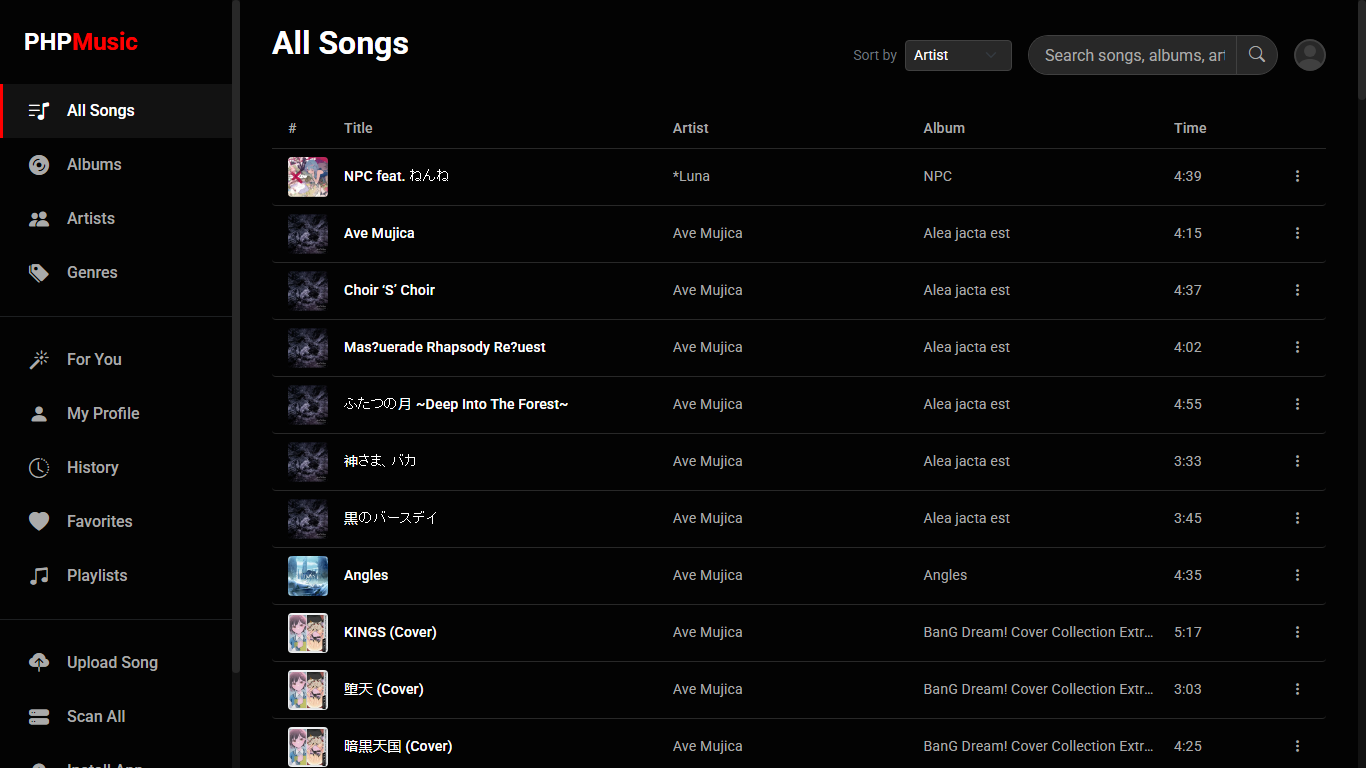 PHPMusic
All Songs
Albums
Artists
Genres
For You
My Profile
History
Favorites
Playlists
Upload Song
Scan All
Install App
All Songs
Sort by Artist
Search songs, albums, art
# Title Artist Album Time
NPC feat. ねんね *Luna NPC 4:39
Ave Mujica Ave Mujica Alea jacta est 4:15
Choir ‘S’ Choir Ave Mujica Alea jacta est 4:37
Mas?uerade Rhapsody Re?uest Ave Mujica Alea jacta est 4:02
ふたつの月 ~Deep Into The Forest~ Ave Mujica Alea jacta est 4:55
神さま、バカ Ave Mujica Alea jacta est 3:33
黒のバースデイ Ave Mujica Alea jacta est 3:45
Angles Ave Mujica Angles 4:35
KINGS (Cover) Ave Mujica BanG Dream! Cover Collection Extr... 5:17
堕天 (Cover) Ave Mujica BanG Dream! Cover Collection Extr... 3:03
暗黒天国 (Cover) Ave Mujica BanG Dream! Cover Collection Extr... 4:25